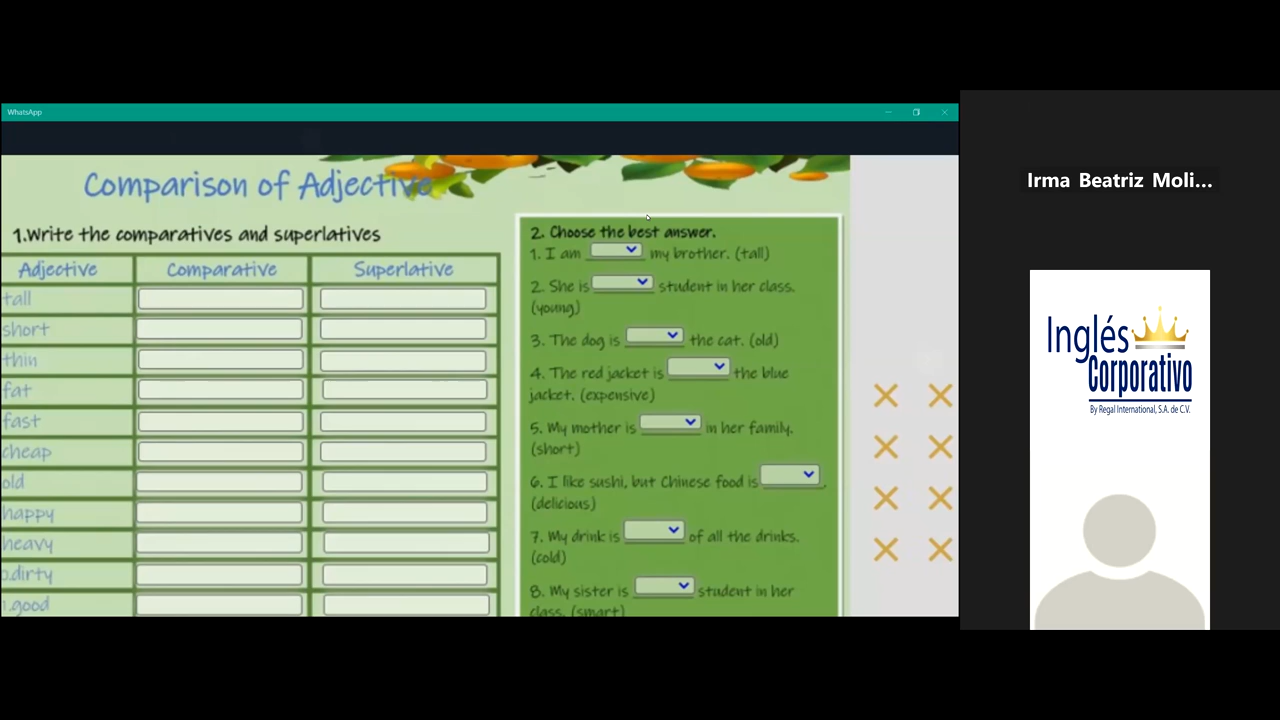 WhatsApp
Comparison of Adjective
1.Write the comparatives and superlatives
Adjective Comparative Superlative
tall
short
thin
fat
fast
cheap
old
happy
heavy
.dirty
.good
2. Choose the best answer.
1. I am my brother. (tall)
2. She is student in her class.
(young)
3. The dog is the cat. (old)
4. The red jacket is the blue
jacket. (expensive)
5. My mother is in her family.
(short)
6. I like sushi, but Chinese food is .
(delicious)
7. My drink is of all the drinks.
(cold)
8. My sister is student in her
class. (smart)
Irma Beatriz Moli...
Inglés
Corporativo
By Regal International, S.A. de C.V.